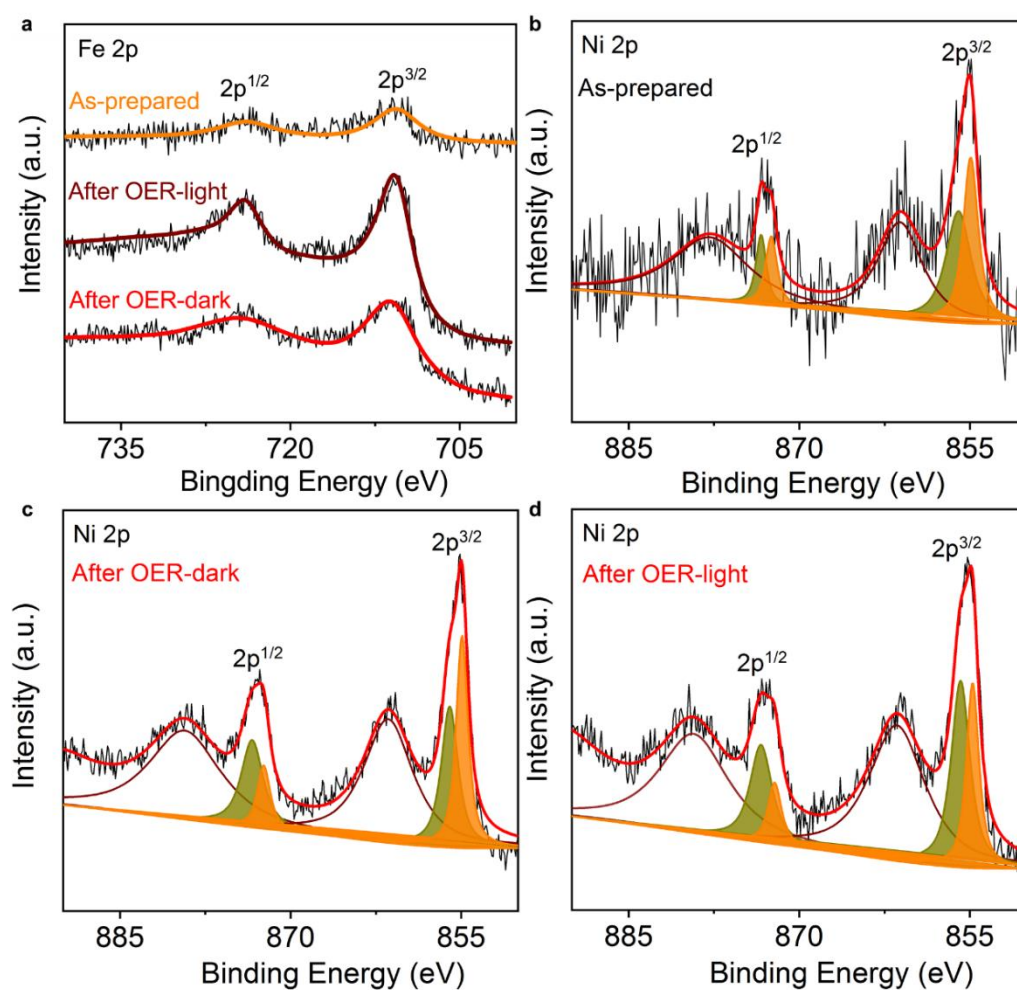 a
Fe 2p
As-prepared
2p1/2
2p3/2
After OER-light
After OER-dark
Intensity (a.u.)
735
720
705
Bingding Energy (eV)
b
Ni 2p
As-prepared
2p3/2
2p1/2
Intensity (a.u.)
885
870
855
Binding Energy (eV)
c
Ni 2p
After OER-dark
2p3/2
2p1/2
Intensity (a.u.)
885
870
855
Binding Energy (eV)
d
Ni 2p
After OER-light
2p3/2
2p1/2
Intensity (a.u.)
885
870
855
Binding Energy (eV)